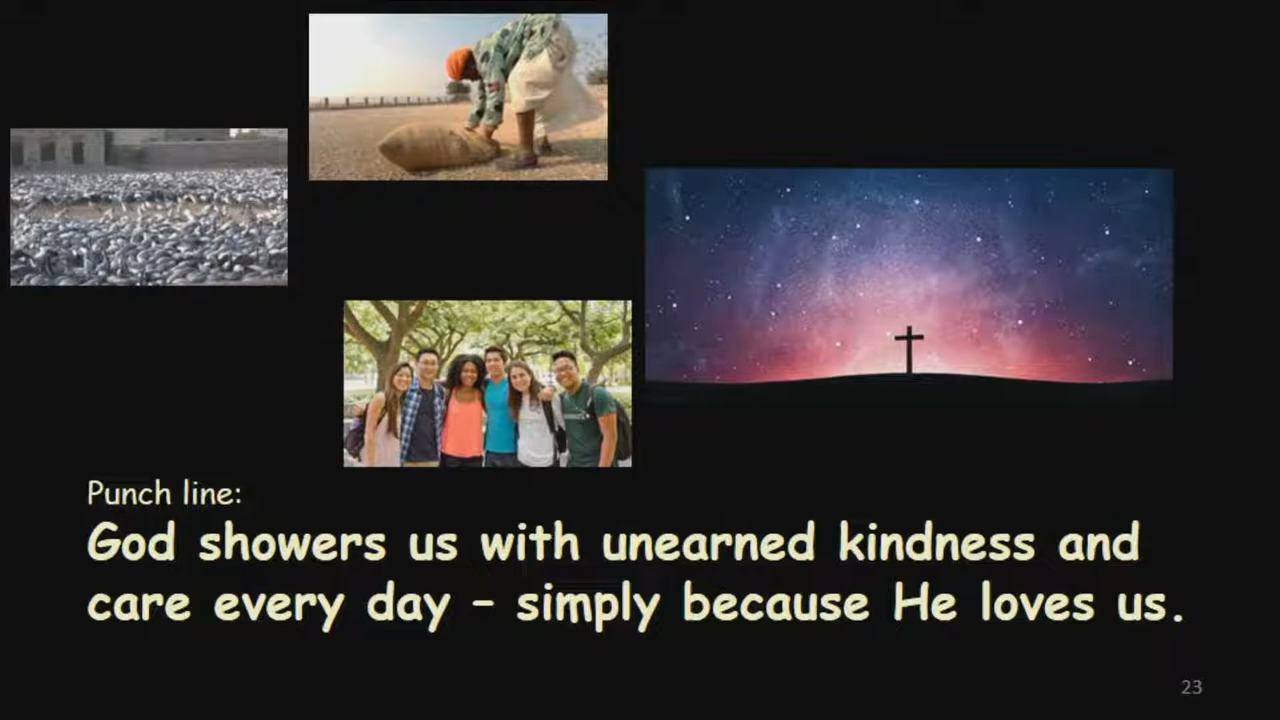 Punch line:
God showers us with unearned kindness and
care every day – simply because He loves us.
23